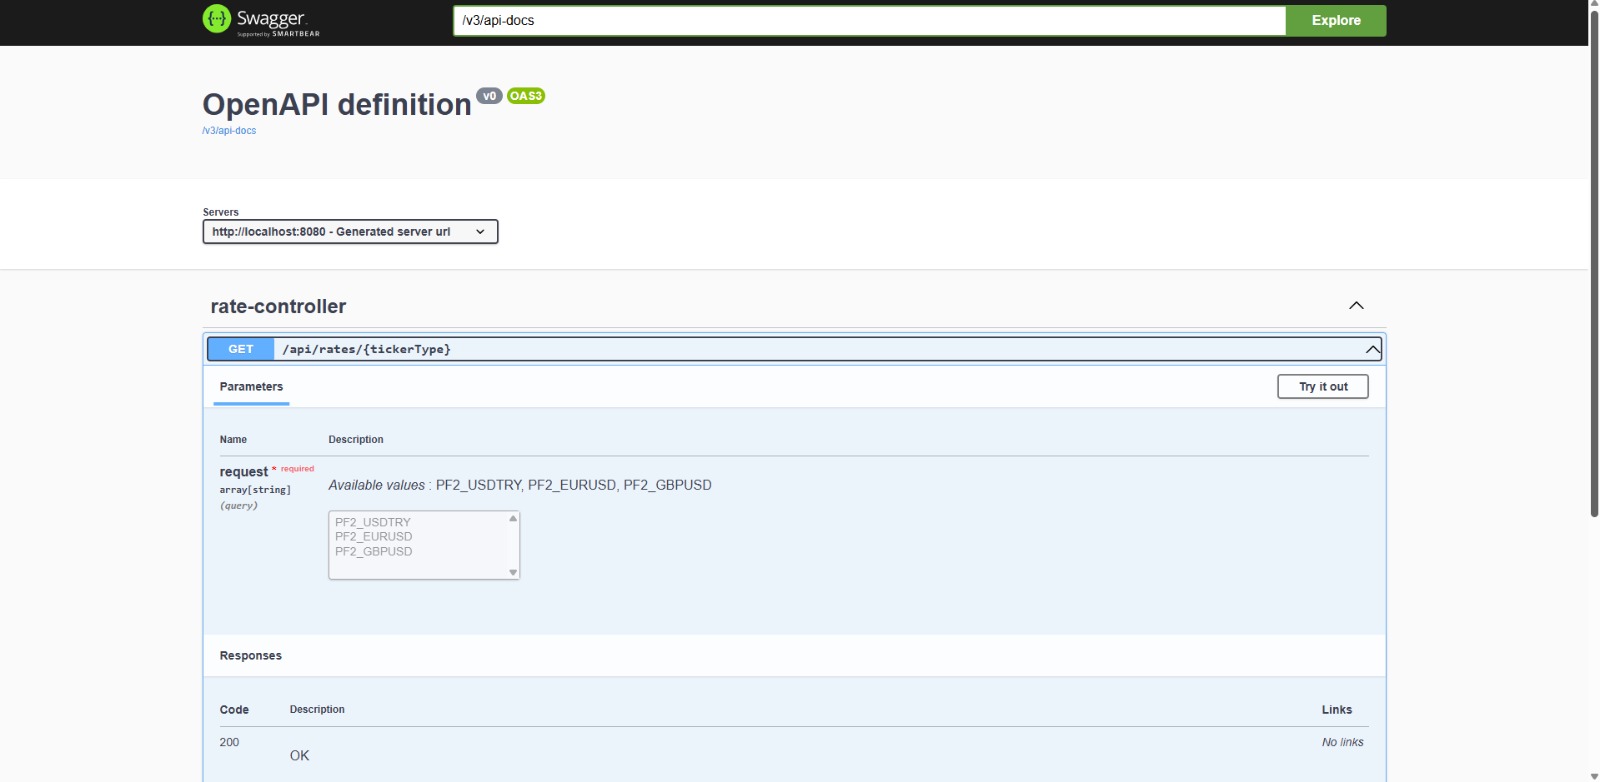 Swagger.
Supported by SMARTBEAR
/v3/api-docs
Explore
OpenAPI definition v0 OAS3
/v3/api-docs
Servers
http://localhost:8080 - Generated server url
rate-controller
GET /api/rates/{tickerType}
Parameters
Try it out
Name Description
request * required
array[string]
(query)
Available values : PF2_USDTRY, PF2_EURUSD, PF2_GBPUSD
PF2_USDTRY
PF2_EURUSD
PF2_GBPUSD
Responses
Code Description Links
200 OK No links